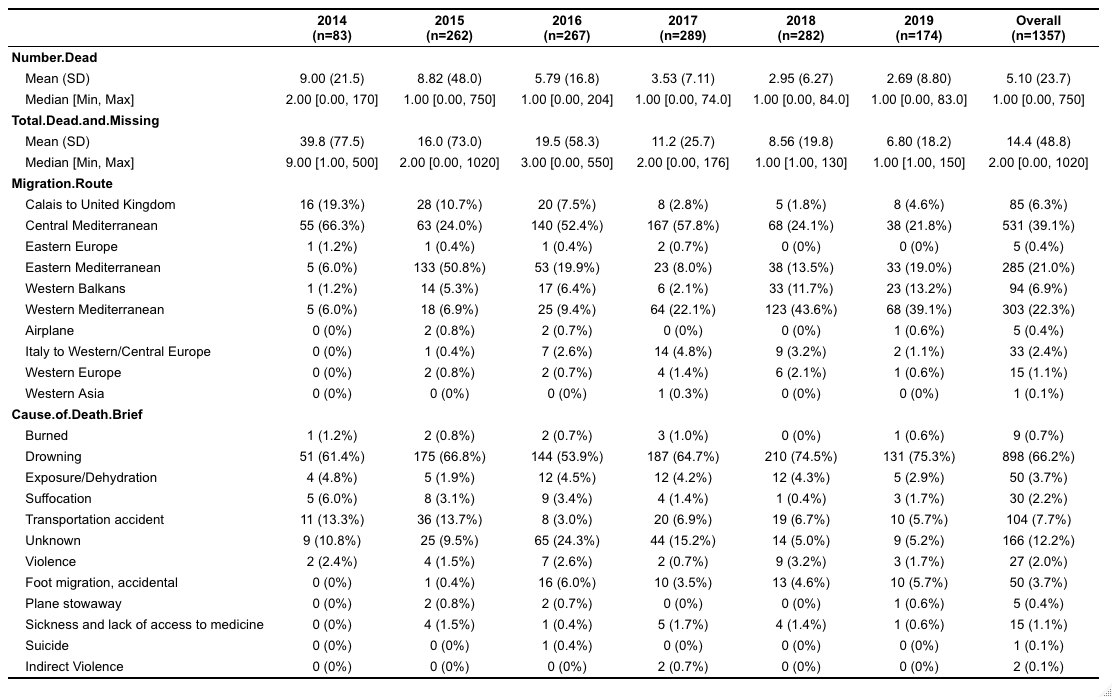 2014 2015 2016 2017 2018 2019 Overall
(n=83) (n=262) (n=267) (n=289) (n=282) (n=174) (n=1357)
Number.Dead
Mean (SD) 9.00 (21.5) 8.82 (48.0) 5.79 (16.8) 3.53 (7.11) 2.95 (6.27) 2.69 (8.80) 5.10 (23.7)
Median [Min, Max] 2.00 [0.00, 170] 1.00 [0.00, 750] 1.00 [0.00, 204] 1.00 [0.00, 74.0] 1.00 [0.00, 84.0] 1.00 [0.00, 83.0] 1.00 [0.00, 750]
Total.Dead.and.Missing
Mean (SD) 39.8 (77.5) 16.0 (73.0) 19.5 (58.3) 11.2 (25.7) 8.56 (19.8) 6.80 (18.2) 14.4 (48.8)
Median [Min, Max] 9.00 [1.00, 500] 2.00 [0.00, 1020] 3.00 [0.00, 550] 2.00 [0.00, 176] 1.00 [1.00, 130] 1.00 [1.00, 150] 2.00 [0.00, 1020]
Migration.Route
Calais to United Kingdom 16 (19.3%) 28 (10.7%) 20 (7.5%) 8 (2.8%) 5 (1.8%) 8 (4.6%) 85 (6.3%)
Central Mediterranean 55 (66.3%) 63 (24.0%) 140 (52.4%) 167 (57.8%) 68 (24.1%) 38 (21.8%) 531 (39.1%)
Eastern Europe 1 (1.2%) 1 (0.4%) 1 (0.4%) 2 (0.7%) 0 (0%) 0 (0%) 5 (0.4%)
Eastern Mediterranean 5 (6.0%) 133 (50.8%) 53 (19.9%) 23 (8.0%) 38 (13.5%) 33 (19.0%) 285 (21.0%)
Western Balkans 1 (1.2%) 14 (5.3%) 17 (6.4%) 6 (2.1%) 33 (11.7%) 23 (13.2%) 94 (6.9%)
Western Mediterranean 5 (6.0%) 18 (6.9%) 25 (9.4%) 64 (22.1%) 123 (43.6%) 68 (39.1%) 303 (22.3%)
Airplane 0 (0%) 2 (0.8%) 2 (0.7%) 0 (0%) 0 (0%) 1 (0.6%) 5 (0.4%)
Italy to Western/Central Europe 0 (0%) 1 (0.4%) 7 (2.6%) 14 (4.8%) 9 (3.2%) 2 (1.1%) 33 (2.4%)
Western Europe 0 (0%) 2 (0.8%) 2 (0.7%) 4 (1.4%) 6 (2.1%) 1 (0.6%) 15 (1.1%)
Western Asia 0 (0%) 0 (0%) 0 (0%) 1 (0.3%) 0 (0%) 0 (0%) 1 (0.1%)
Cause.of.Death.Brief
Burned 1 (1.2%) 2 (0.8%) 2 (0.7%) 3 (1.0%) 0 (0%) 1 (0.6%) 9 (0.7%)
Drowning 51 (61.4%) 175 (66.8%) 144 (53.9%) 187 (64.7%) 210 (74.5%) 131 (75.3%) 898 (66.2%)
Exposure/Dehydration 4 (4.8%) 5 (1.9%) 12 (4.5%) 12 (4.2%) 12 (4.3%) 5 (2.9%) 50 (3.7%)
Suffocation 5 (6.0%) 8 (3.1%) 9 (3.4%) 4 (1.4%) 1 (0.4%) 3 (1.7%) 30 (2.2%)
Transportation accident 11 (13.3%) 36 (13.7%) 8 (3.0%) 20 (6.9%) 19 (6.7%) 10 (5.7%) 104 (7.7%)
Unknown 9 (10.8%) 25 (9.5%) 65 (24.3%) 44 (15.2%) 14 (5.0%) 9 (5.2%) 166 (12.2%)
Violence 2 (2.4%) 4 (1.5%) 7 (2.6%) 2 (0.7%) 9 (3.2%) 3 (1.7%) 27 (2.0%)
Foot migration, accidental 0 (0%) 1 (0.4%) 16 (6.0%) 10 (3.5%) 13 (4.6%) 10 (5.7%) 50 (3.7%)
Plane stowaway 0 (0%) 2 (0.8%) 2 (0.7%) 0 (0%) 0 (0%) 1 (0.6%) 5 (0.4%)
Sickness and lack of access to medicine 0 (0%) 4 (1.5%) 1 (0.4%) 5 (1.7%) 4 (1.4%) 1 (0.6%) 15 (1.1%)
Suicide 0 (0%) 0 (0%) 1 (0.4%) 0 (0%) 0 (0%) 0 (0%) 1 (0.1%)
Indirect Violence 0 (0%) 0 (0%) 0 (0%) 2 (0.7%) 0 (0%) 0 (0%) 2 (0.1%)